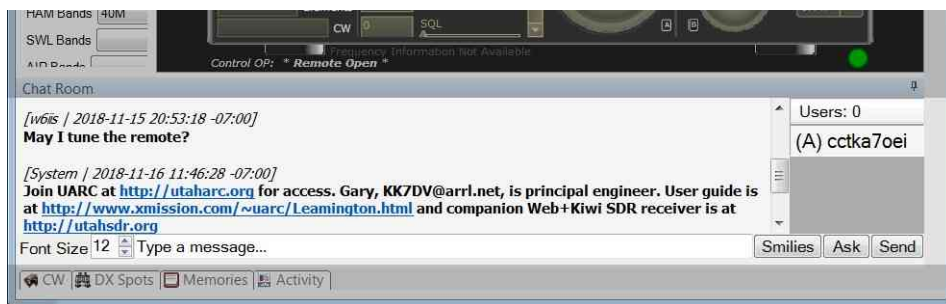 HAM Bands 40M
CW 0 SQL
SWL Bands
A B
Frequency Information Not Available
AIR Bands
Control OP: * Remote Open *
Chat Room
[w6iis | 2018-11-15 20:53:18 -07:00]
May I tune the remote?
Users: 0
(A) cctka7oei
[System | 2018-11-16 11:46:28 -07:00]
Join UARC at http://utaharc.org for access. Gary, KK7DV@arrl.net, is principal engineer. User guide is
at http://www.xmission.com/~uarc/Leamington.html and companion Web+Kiwi SDR receiver is at
http://utahsdr.org
Font Size 12 Type a message... Smilies Ask Send
CW DX Spots Memories Activity